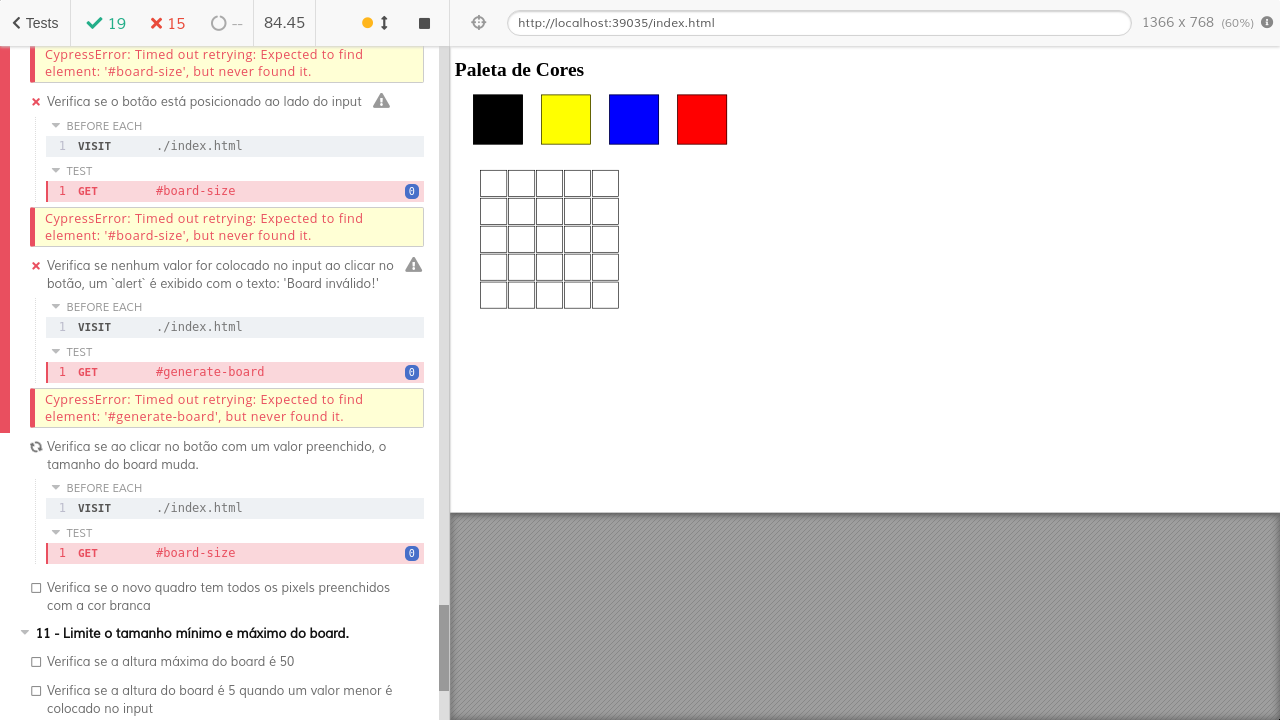 Tests 19 15 -- 84.45 http://localhost:39035/index.html 1366 x 768 (60%)
CypressError: Timed out retrying: Expected to find
element: '#board-size', but never found it.
Verifica se o botão está posicionado ao lado do input
BEFORE EACH
1 VISIT ./index.html
TEST
1 GET #board-size 0
CypressError: Timed out retrying: Expected to find
element: '#board-size', but never found it.
Verifica se nenhum valor for colocado no input ao clicar no
botão, um `alert` é exibido com o texto: 'Board inválido!'
BEFORE EACH
1 VISIT ./index.html
TEST
1 GET #generate-board 0
CypressError: Timed out retrying: Expected to find
element: '#generate-board', but never found it.
Verifica se ao clicar no botão com um valor preenchido, o
tamanho do board muda.
BEFORE EACH
1 VISIT ./index.html
TEST
1 GET #board-size 0
Verifica se o novo quadro tem todos os pixels preenchidos
com a cor branca
11 - Limite o tamanho mínimo e máximo do board.
Verifica se a altura máxima do board é 50
Verifica se a altura do board é 5 quando um valor menor é
colocado no input
Paleta de Cores